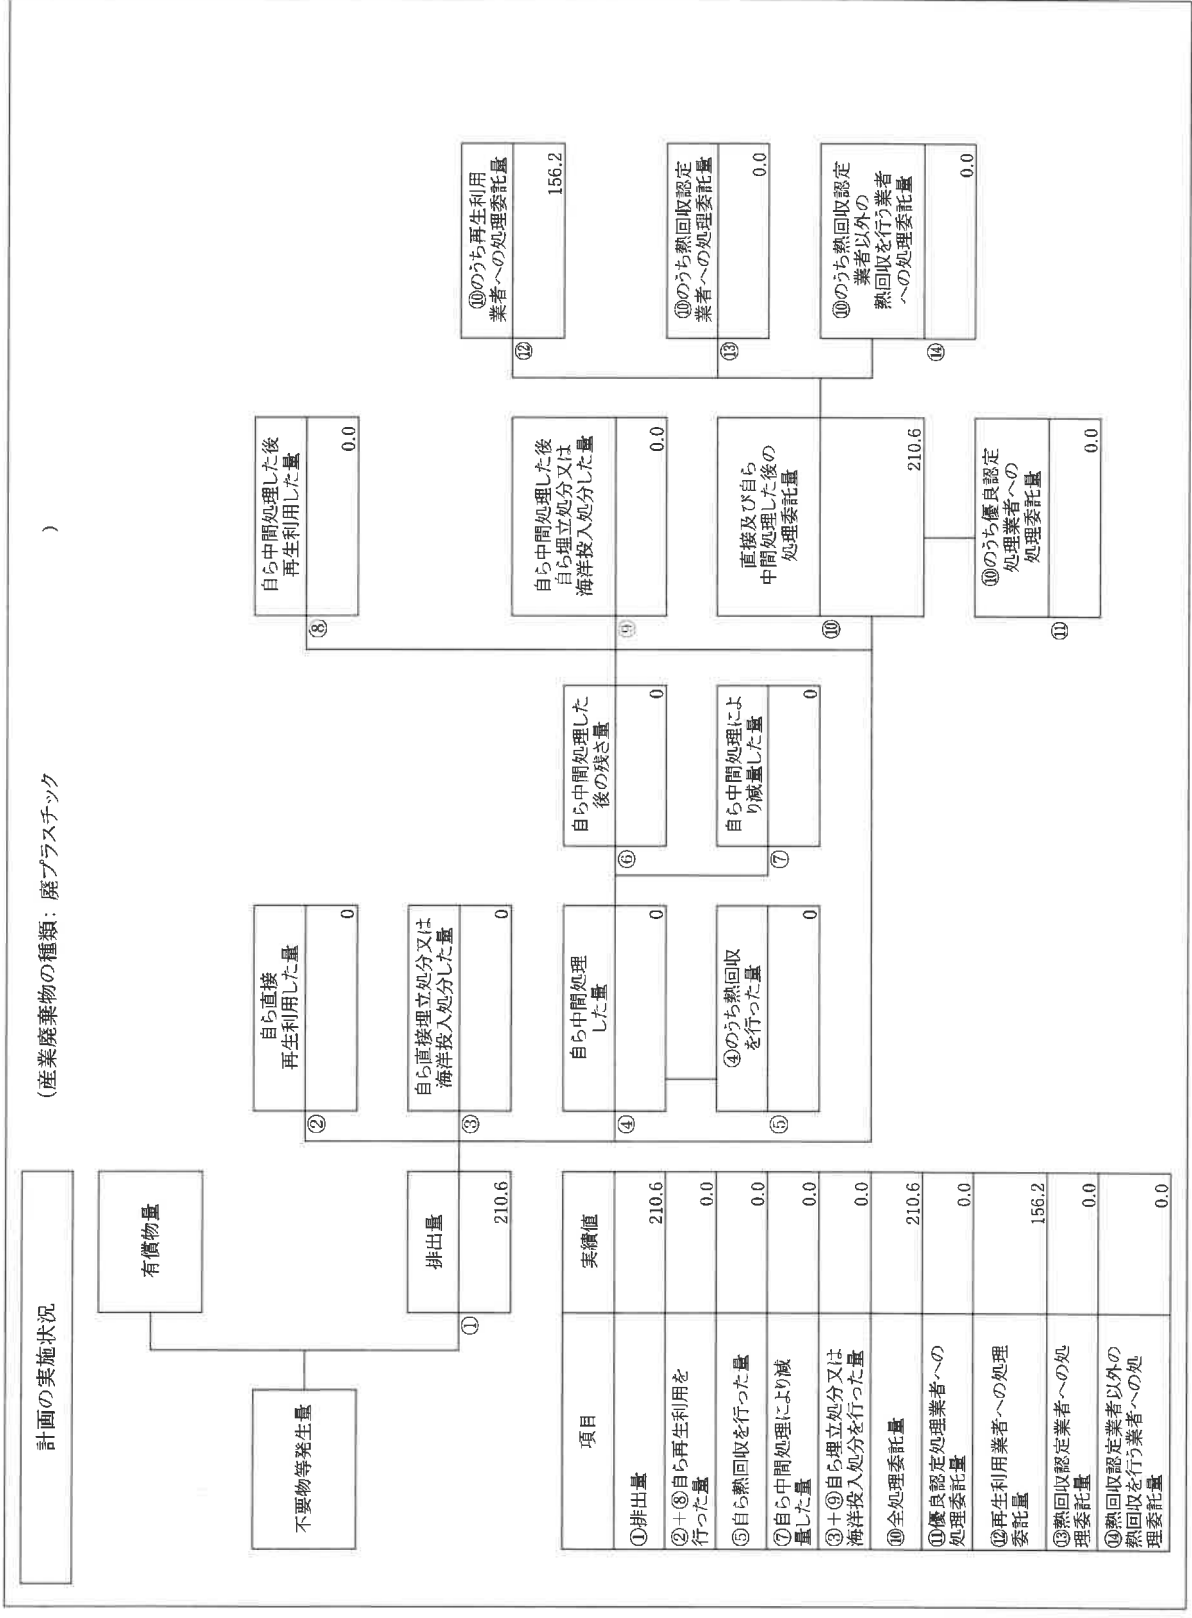 計画の実施状況
(産業廃棄物の種類: 廃プラスチック )
不要物等発生量
有償物量
①
排出量
210.6
②
自ら直接
再生利用した量
0
③
自ら直接埋立処分又は
海洋投入処分した量
0
④
自ら中間処理
した量
0
⑤
④のうち熱回収
を行った量
0
⑥
自ら中間処理した
後の残さ量
0
⑦
自ら中間処理によ
り減量した量
0
⑧
自ら中間処理した後
再生利用した量
0.0
⑨
自ら中間処理した後
自ら埋立処分又は
海洋投入処分した量
0.0
⑩
直接及び自ら
中間処理した後の
処理委託量
210.6
⑪
⑩のうち優良認定
処理業者への
処理委託量
0.0
⑫
⑩のうち再生利用
業者への処理委託量
156.2
⑬
⑩のうち熱回収認定
業者への処理委託量
0.0
⑭
⑩のうち熱回収認定
業者以外の
熱回収を行う業者
への処理委託量
0.0
項目 実績値
①排出量 210.6
②+⑧自ら再生利用を
行った量 0.0
⑤自ら熱回収を行った量 0.0
⑦自ら中間処理により減
量した量 0.0
③+⑨自ら埋立処分又は
海洋投入処分を行った量 0.0
⑩全処理委託量 210.6
⑪優良認定処理業者への
処理委託量 0.0
⑫再生利用業者への処理
委託量 156.2
⑬熱回収認定業者への処
理委託量 0.0
⑭熱回収認定業者以外の
熱回収を行う業者への処
理委託量 0.0